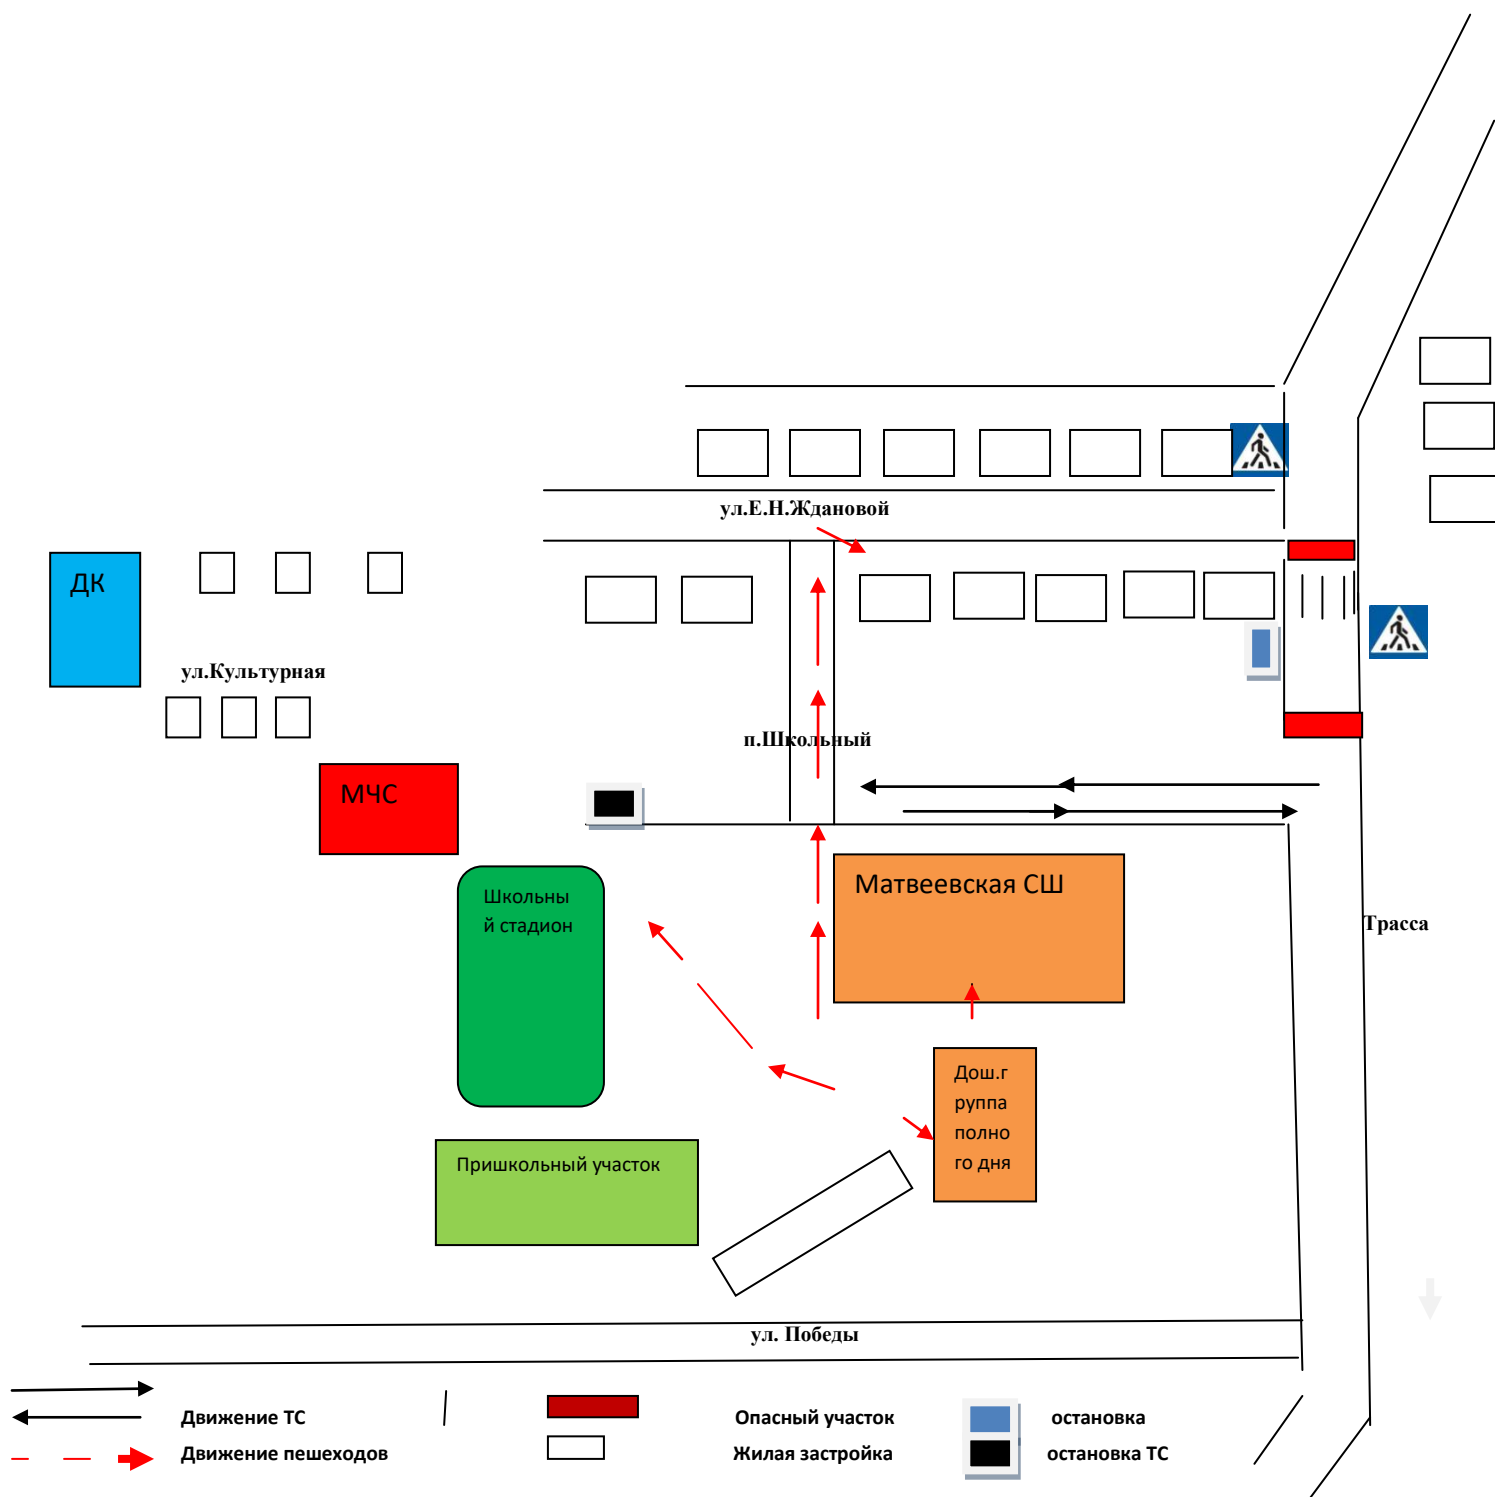 ул.Е.Н.Ждановой
ДК
ул.Культурная
п.Школьный
МЧС
Матвеевская СШ
Школьны
й стадион
Трасса
Дош.г
руппа
полно
го дня
Пришкольный участок
ул. Победы
Движение ТС
Опасный участок
остановка
Движение пешеходов
Жилая застройка
остановка ТС